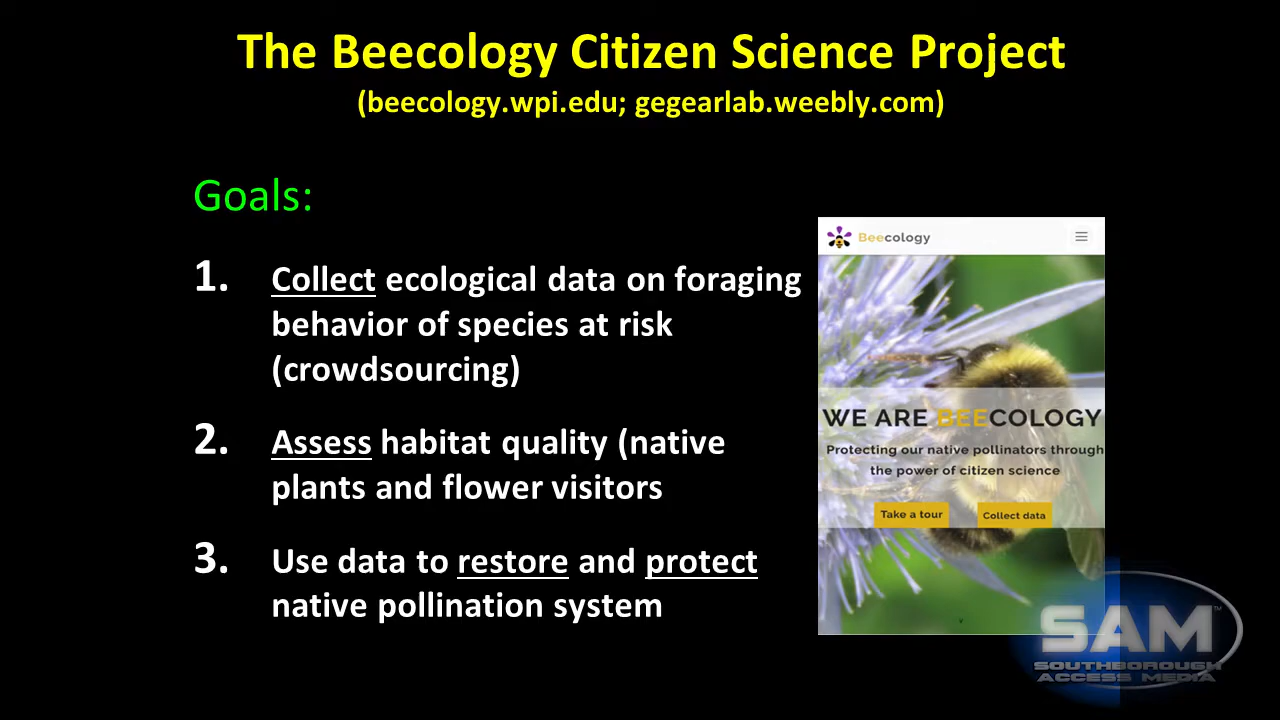 The Beecology Citizen Science Project
(beecology.wpi.edu; gegearlab.weebly.com)
Goals:
1. Collect ecological data on foraging
behavior of species at risk
(crowdsourcing)
2. Assess habitat quality (native
plants and flower visitors
3. Use data to restore and protect
native pollination system
Beecology
WE ARE BEECOLOGY
Protecting our native pollinators through
the power of citizen science
Take a tour
Collect data
SAM™
SOUTHBOROUGH
ACCESS MEDIA